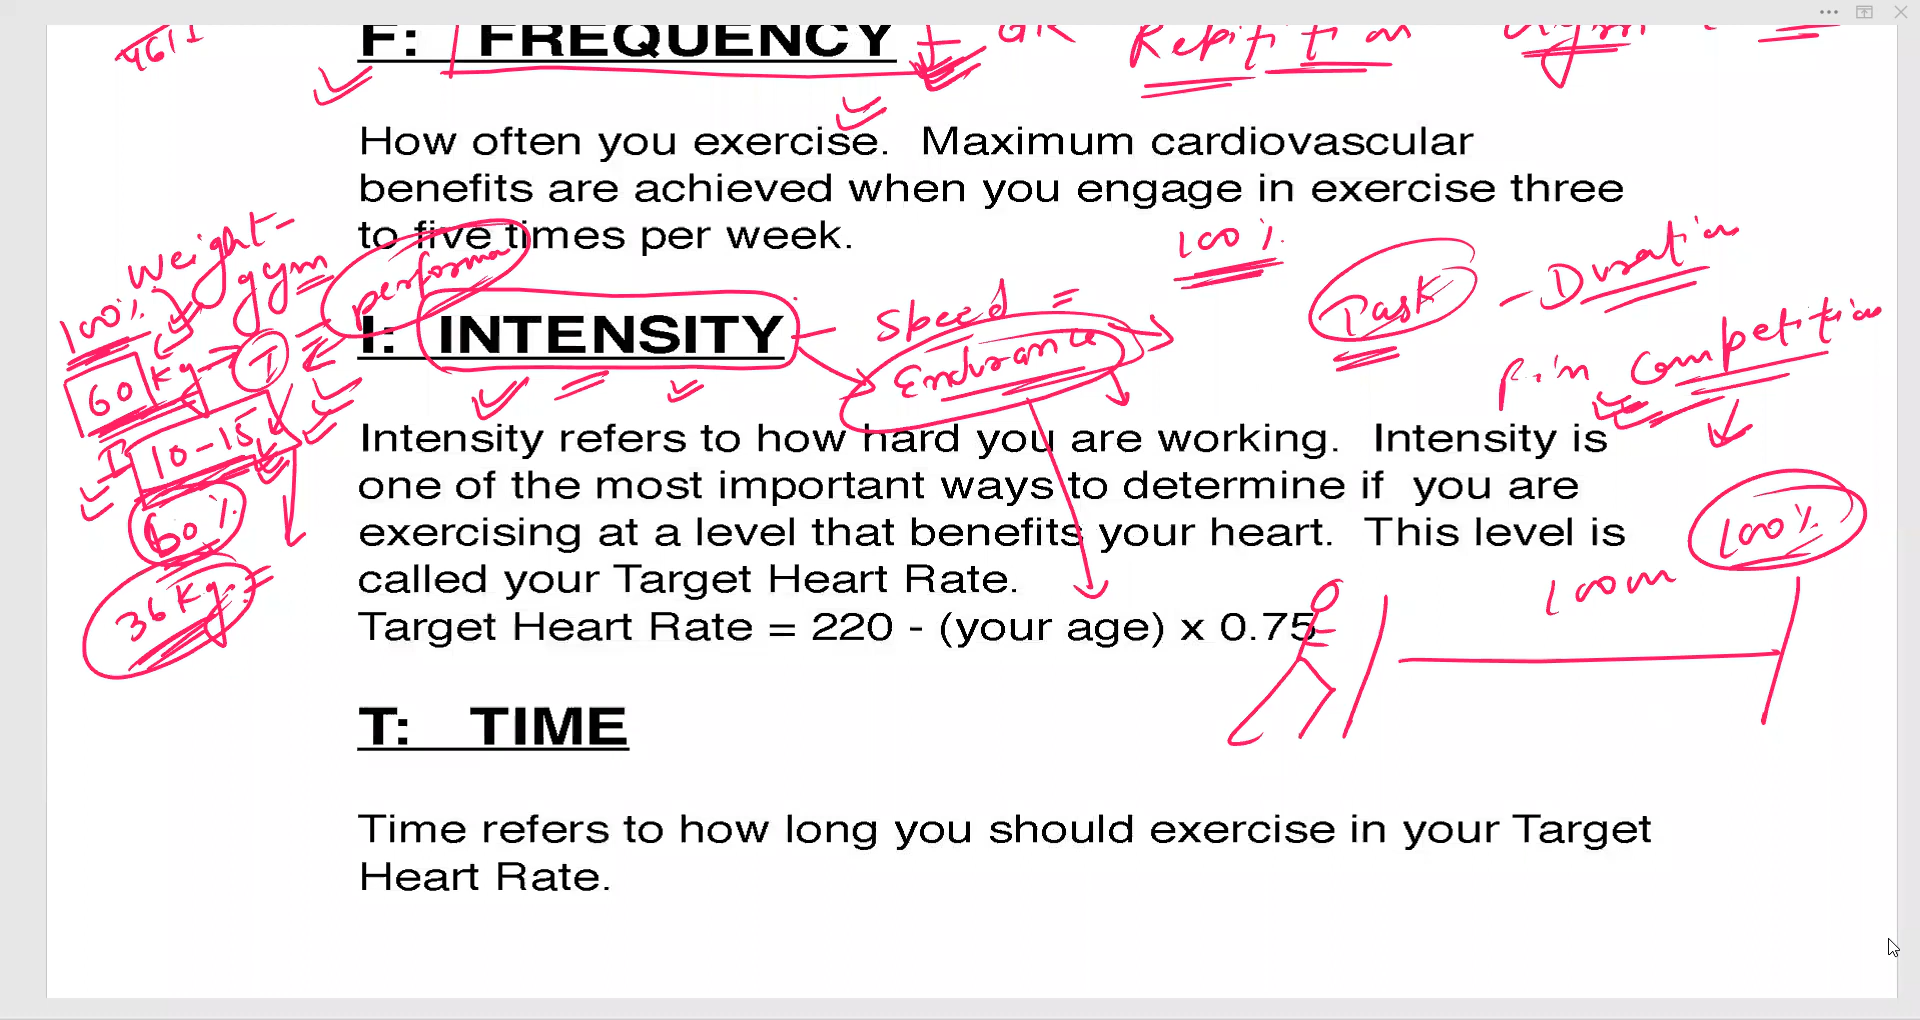 F: FREQUENCY
OR Repitition
How often you exercise. Maximum cardiovascular
benefits are achieved when you engage in exercise three
to five times per week.
weight-
gym
100%
Task - Duration
100%
60 Kg
I: INTENSITY
Speed =
Endurance
Competition
I 10-15
60%
36 Kg
100%
100m
Intensity refers to how hard you are working. Intensity is
one of the most important ways to determine if you are
exercising at a level that benefits your heart. This level is
called your Target Heart Rate.
Target Heart Rate = 220 - (your age) x 0.75
T: TIME
Time refers to how long you should exercise in your Target
Heart Rate.